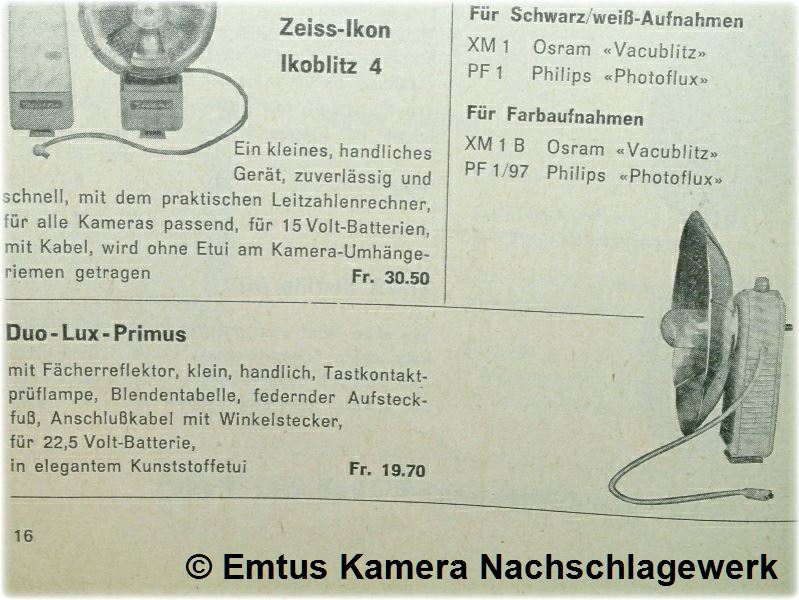 Zeiss-Ikon
Ikoblitz 4
Ein kleines, handliches
Gerät, zuverlässig und
schnell, mit dem praktischen Leitzahlenrechner,
für alle Kameras passend, für 15 Volt-Batterien,
mit Kabel, wird ohne Etui am Kamera-Umhänge-
riemen getragen Fr. 30.50
Für Schwarz/weiß-Aufnahmen
XM 1 Osram «Vacublitz»
PF 1 Philips «Photoflux»
Für Farbaufnahmen
XM 1 B Osram «Vacublitz»
PF 1/97 Philips «Photoflux»
Duo-Lux-Primus
mit Fächerreflektor, klein, handlich, Tastkontakt-
prüflampe, Blendentabelle, federnder Aufsteck-
fuß, Anschlußkabel mit Winkelstecker,
für 22,5 Volt-Batterie,
in elegantem Kunststoffetui Fr. 19.70
16
© Emtus Kamera Nachschlagewerk